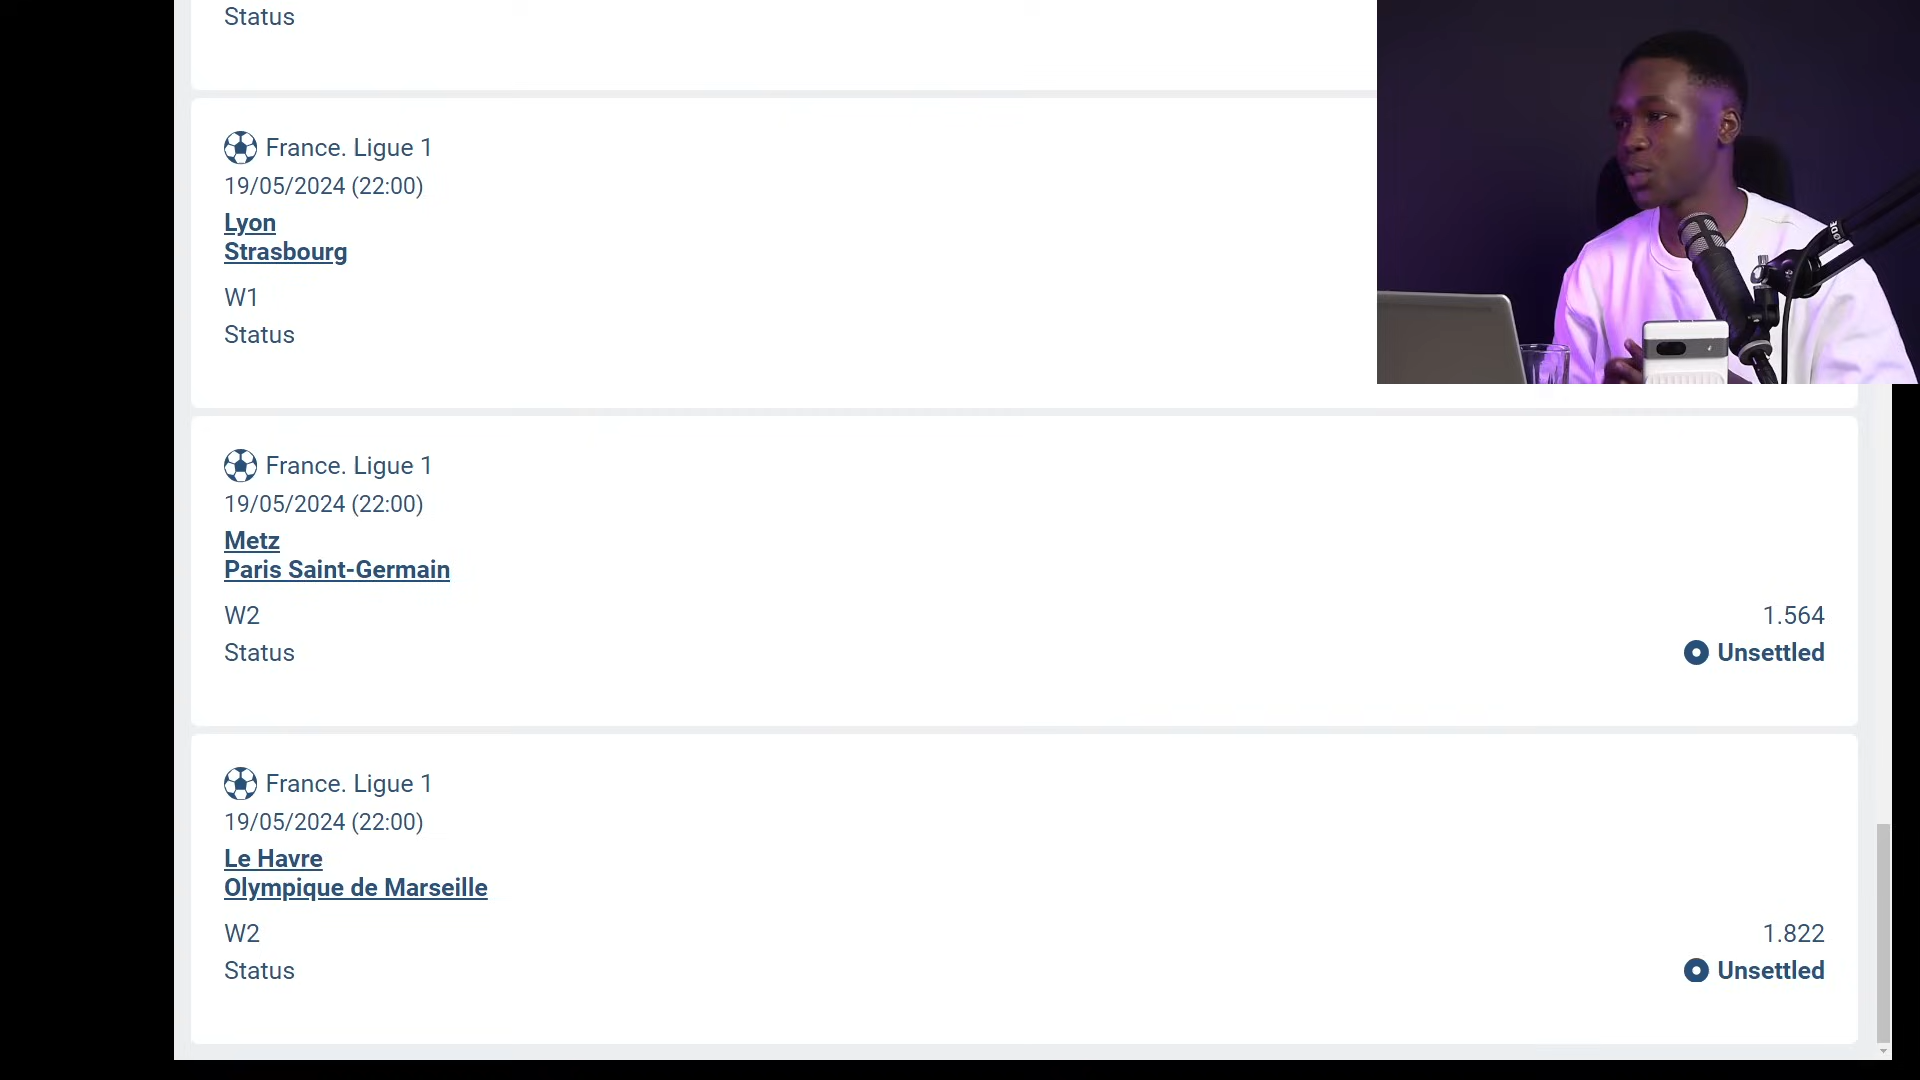 Status
France. Ligue 1
19/05/2024 (22:00)
Lyon
Strasbourg
W1
Status
France. Ligue 1
19/05/2024 (22:00)
Metz
Paris Saint-Germain
W2 1.564
Status Unsettled
France. Ligue 1
19/05/2024 (22:00)
Le Havre
Olympique de Marseille
W2 1.822
Status Unsettled